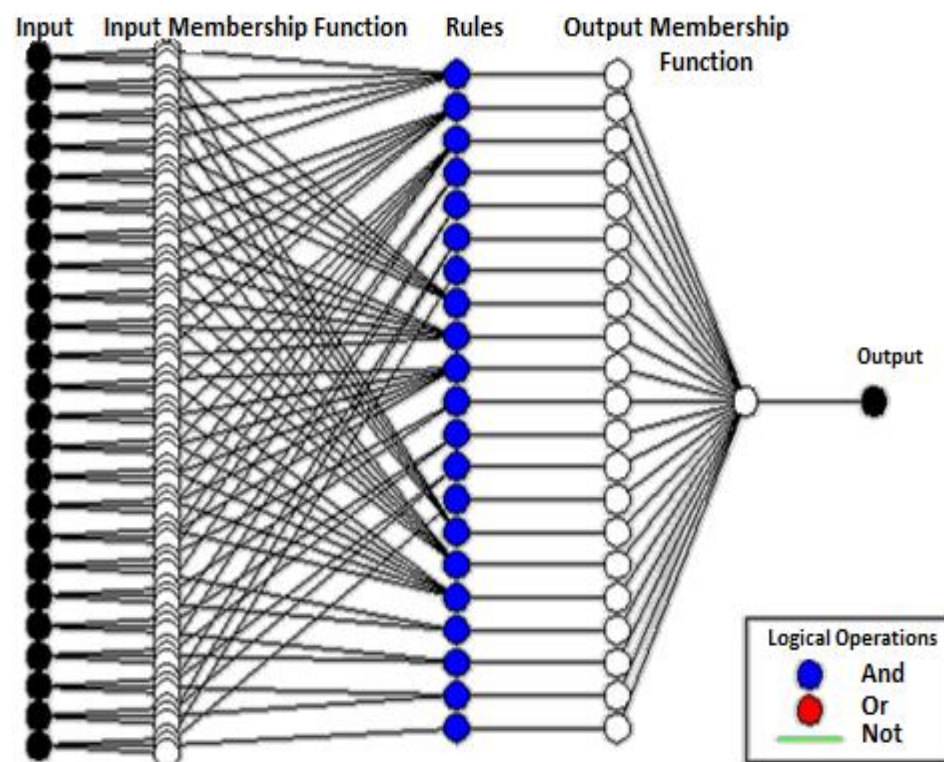 Input
Input Membership Function
Rules
Output Membership
Function
Output
Logical Operations
And
Or
Not